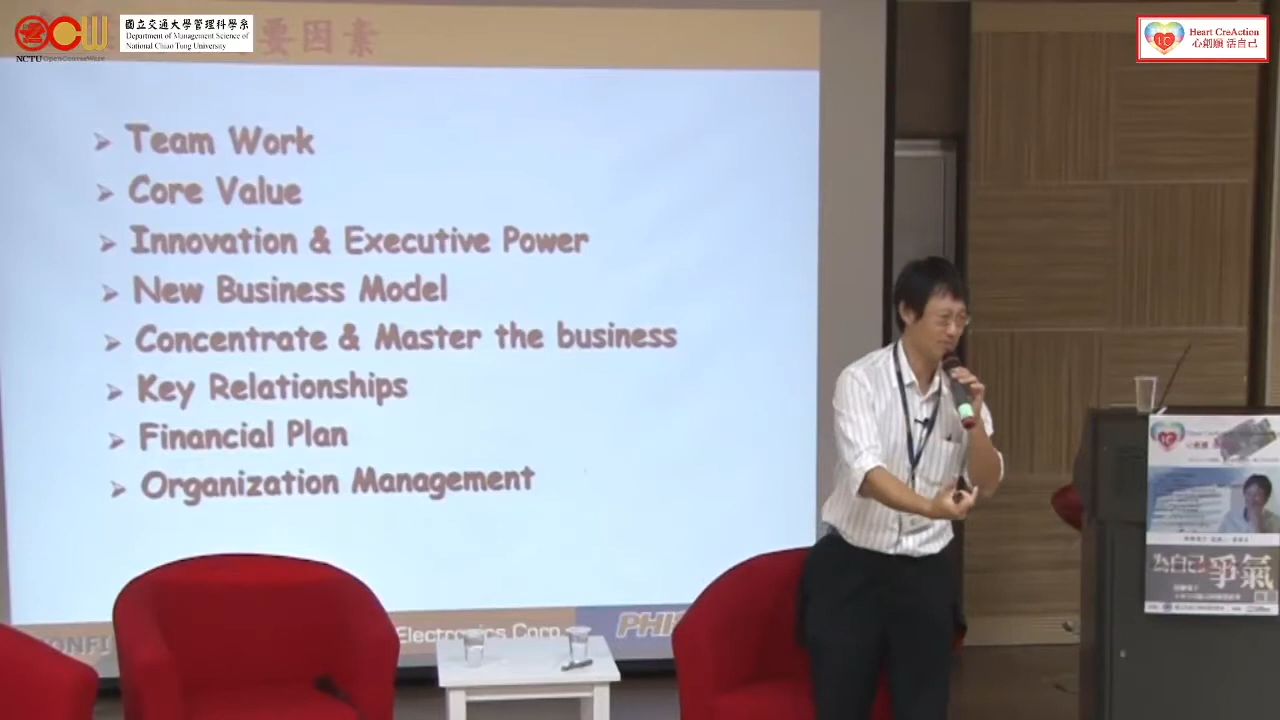 國立交通大學管理科學系
Department of Management Science of
National Chiao Tung University
NCTU OpenCourseWare
Heart CreAction
心創願 活自己
要因素
➢ Team Work
➢ Core Value
➢ Innovation & Executive Power
➢ New Business Model
➢ Concentrate & Master the business
➢ Key Relationships
➢ Financial Plan
➢ Organization Management
Electronics Corp
為自己爭氣